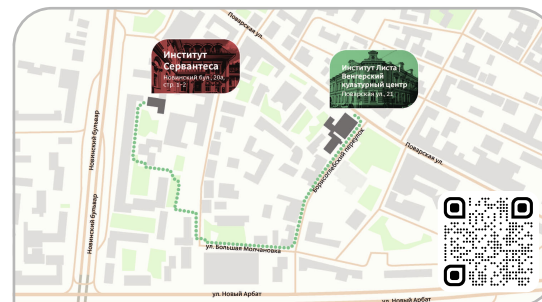 Поварская ул.
Институт
Сервантеса
Новинский бул., 20а,
стр. 1-2
Институт Листа
Венгерский
культурный центр
Поварская ул., 21
Новинский бульвар
Борисоглебский переулок
Поварская ул.
Новинский бульвар
ул. Большая Молчановка
ул. Новый Арбат
ул. Новый Арбат